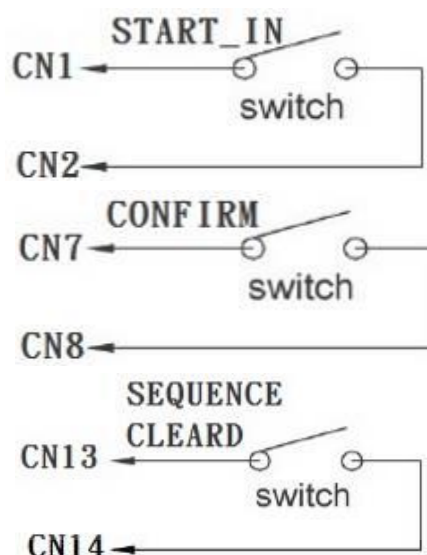 START_IN
CN1
switch
CN2
CONFIRM
CN7
switch
CN8
SEQUENCE
CLEARD
CN13
switch
CN14